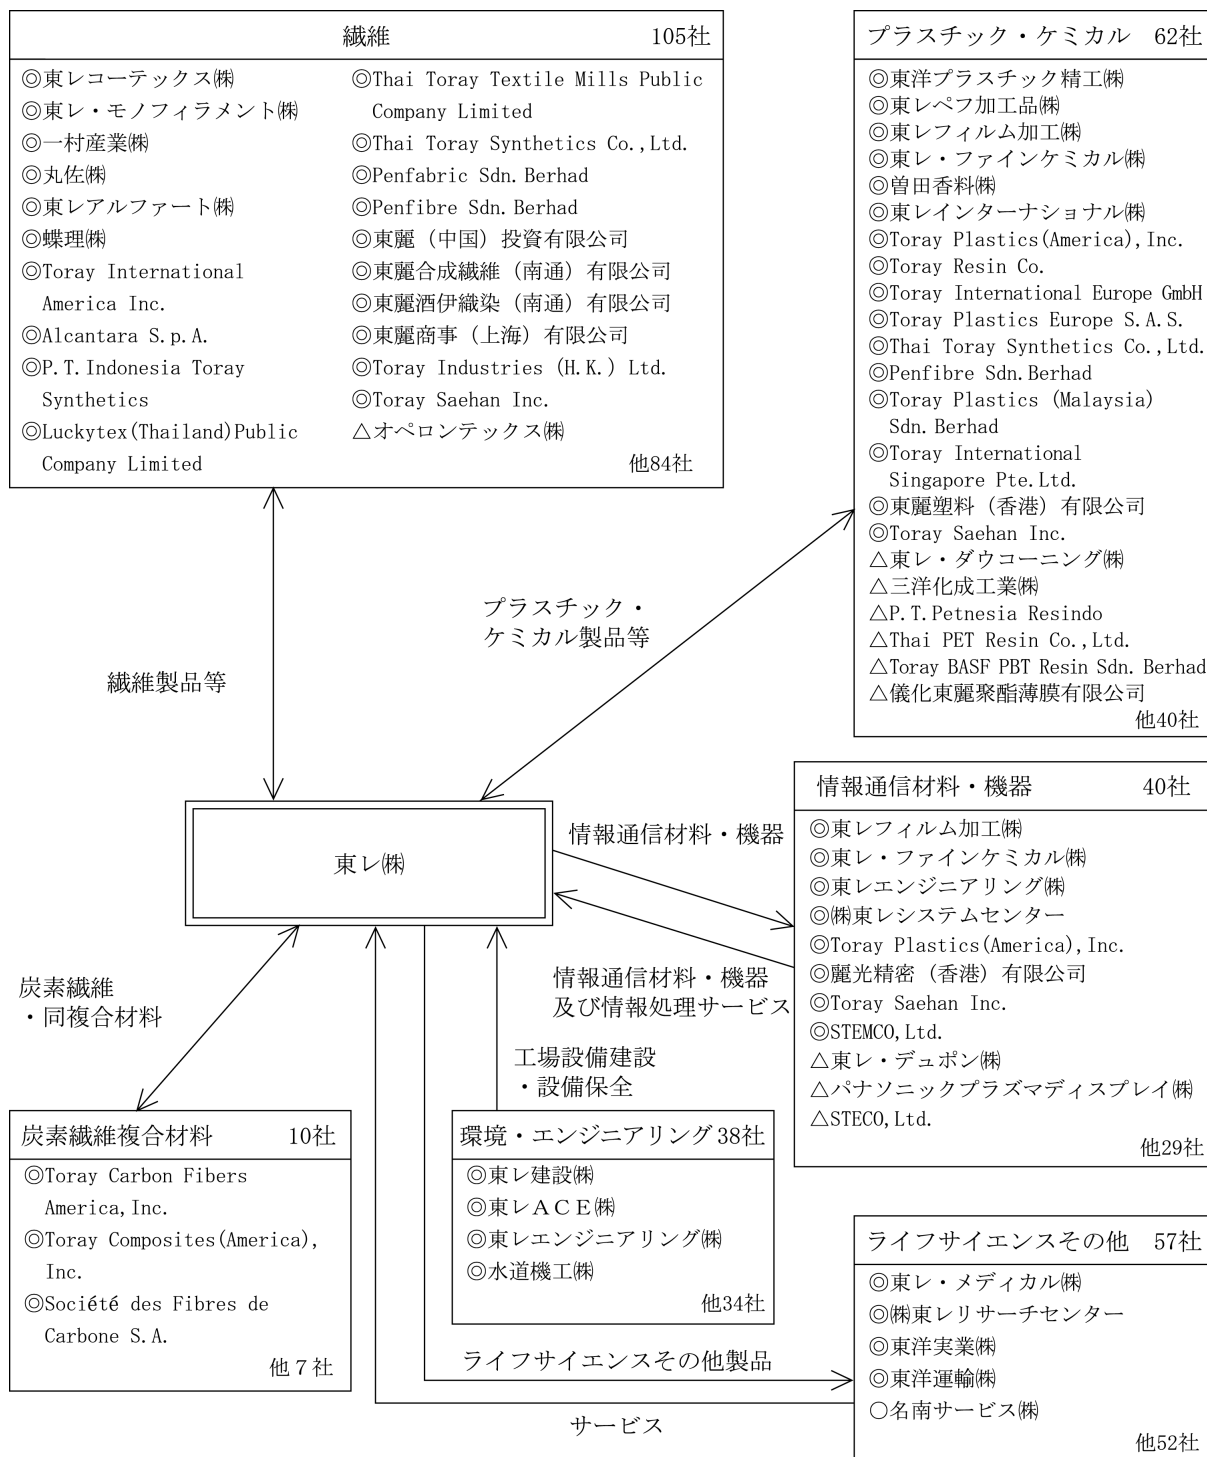 繊維 105社
◎東レコーテックス㈱
◎東レ・モノフィラメント㈱
◎一村産業㈱
◎丸佐㈱
◎東レアルファート㈱
◎蝶理㈱
◎Toray International
America Inc.
◎Alcantara S.p.A.
◎P.T.Indonesia Toray
Synthetics
◎Luckytex(Thailand)Public
Company Limited
◎Thai Toray Textile Mills Public
Company Limited
◎Thai Toray Synthetics Co.,Ltd.
◎Penfabric Sdn.Berhad
◎Penfibre Sdn.Berhad
◎東麗（中国）投資有限公司
◎東麗合成繊維（南通）有限公司
◎東麗酒伊織染（南通）有限公司
◎東麗商事（上海）有限公司
◎Toray Industries (H.K.) Ltd.
◎Toray Saehan Inc.
△オペロンテックス㈱
他84社
プラスチック・ケミカル 62社
◎東洋プラスチック精工㈱
◎東レペフ加工品㈱
◎東レフィルム加工㈱
◎東レ・ファインケミカル㈱
◎曽田香料㈱
◎東レインターナショナル㈱
◎Toray Plastics(America),Inc.
◎Toray Resin Co.
◎Toray International Europe GmbH
◎Toray Plastics Europe S.A.S.
◎Thai Toray Synthetics Co.,Ltd.
◎Penfibre Sdn.Berhad
◎Toray Plastics (Malaysia)
Sdn.Berhad
◎Toray International
Singapore Pte.Ltd.
◎東麗塑料（香港）有限公司
◎Toray Saehan Inc.
△東レ・ダウコーニング㈱
△三洋化成工業㈱
△P.T.Petnesia Resindo
△Thai PET Resin Co.,Ltd.
△Toray BASF PBT Resin Sdn. Berhad
△儀化東麗聚酯薄膜有限公司
他40社
プラスチック・
ケミカル製品等
繊維製品等
東レ㈱
情報通信材料・機器
情報通信材料・機器
及び情報処理サービス
情報通信材料・機器 40社
◎東レフィルム加工㈱
◎東レ・ファインケミカル㈱
◎東レエンジニアリング㈱
◎㈱東レシステムセンター
◎Toray Plastics(America),Inc.
◎麗光精密（香港）有限公司
◎Toray Saehan Inc.
◎STEMCO,Ltd.
△東レ・デュポン㈱
△パナソニックプラズマディスプレイ㈱
△STECO,Ltd.
他29社
炭素繊維
・同複合材料
工場設備建設
・設備保全
炭素繊維複合材料 10社
◎Toray Carbon Fibers
America,Inc.
◎Toray Composites(America),
Inc.
◎Société des Fibres de
Carbone S.A.
他７社
環境・エンジニアリング 38社
◎東レ建設㈱
◎東レＡＣＥ㈱
◎東レエンジニアリング㈱
◎水道機工㈱
他34社
ライフサイエンスその他製品
サービス
ライフサイエンスその他 57社
◎東レ・メディカル㈱
◎㈱東レリサーチセンター
◎東洋実業㈱
◎東洋運輸㈱
○名南サービス㈱
他52社